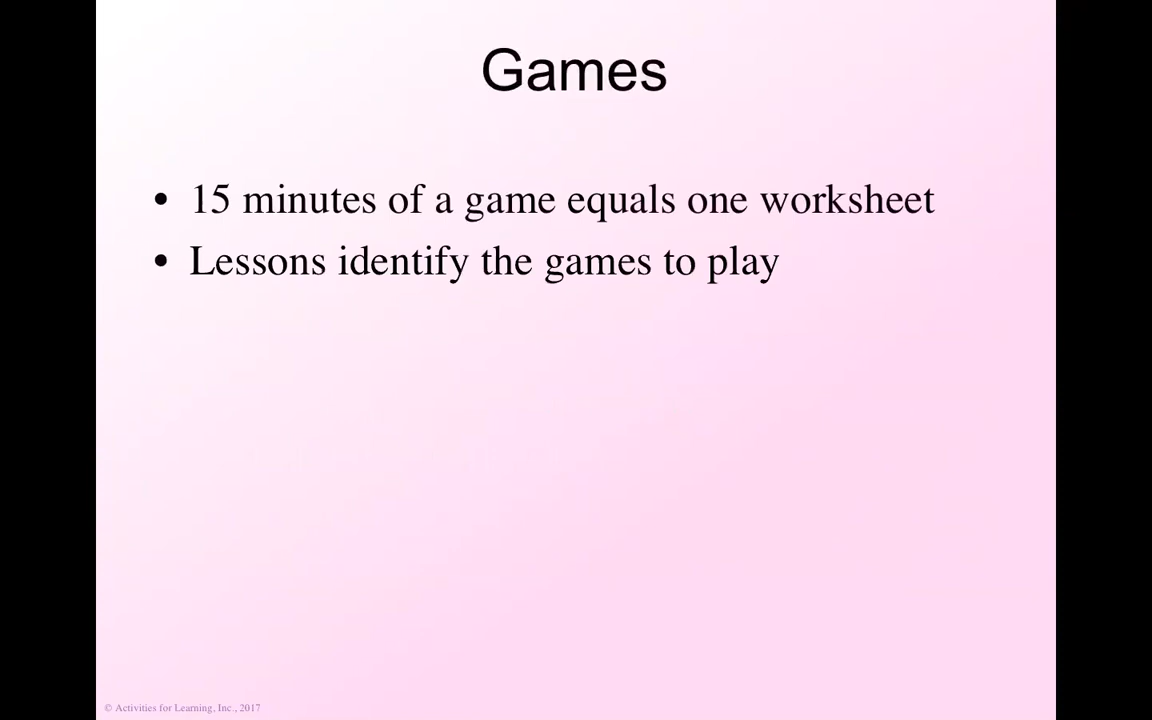 Games
• 15 minutes of a game equals one worksheet
• Lessons identify the games to play
© Activities for Learning, Inc., 2017